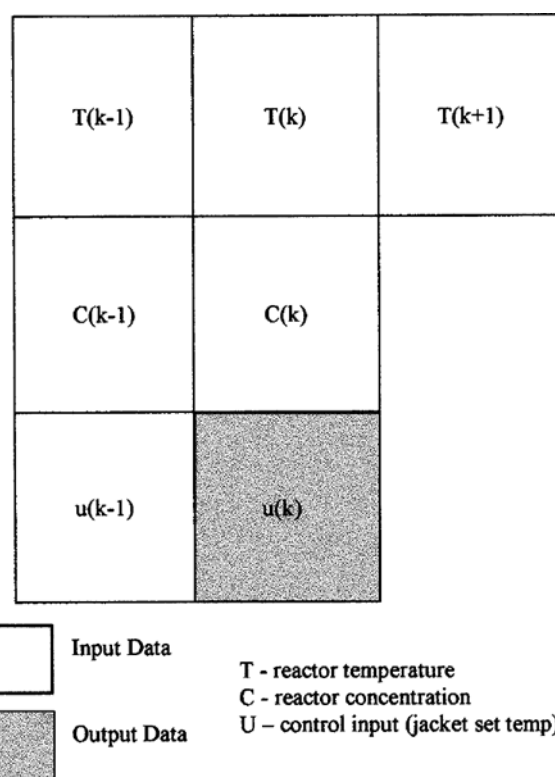 T(k-1) T(k) T(k+1)
C(k-1) C(k)
u(k-1) u(k)
Input Data
T - reactor temperature
C - reactor concentration
U – control input (jacket set temp)
Output Data